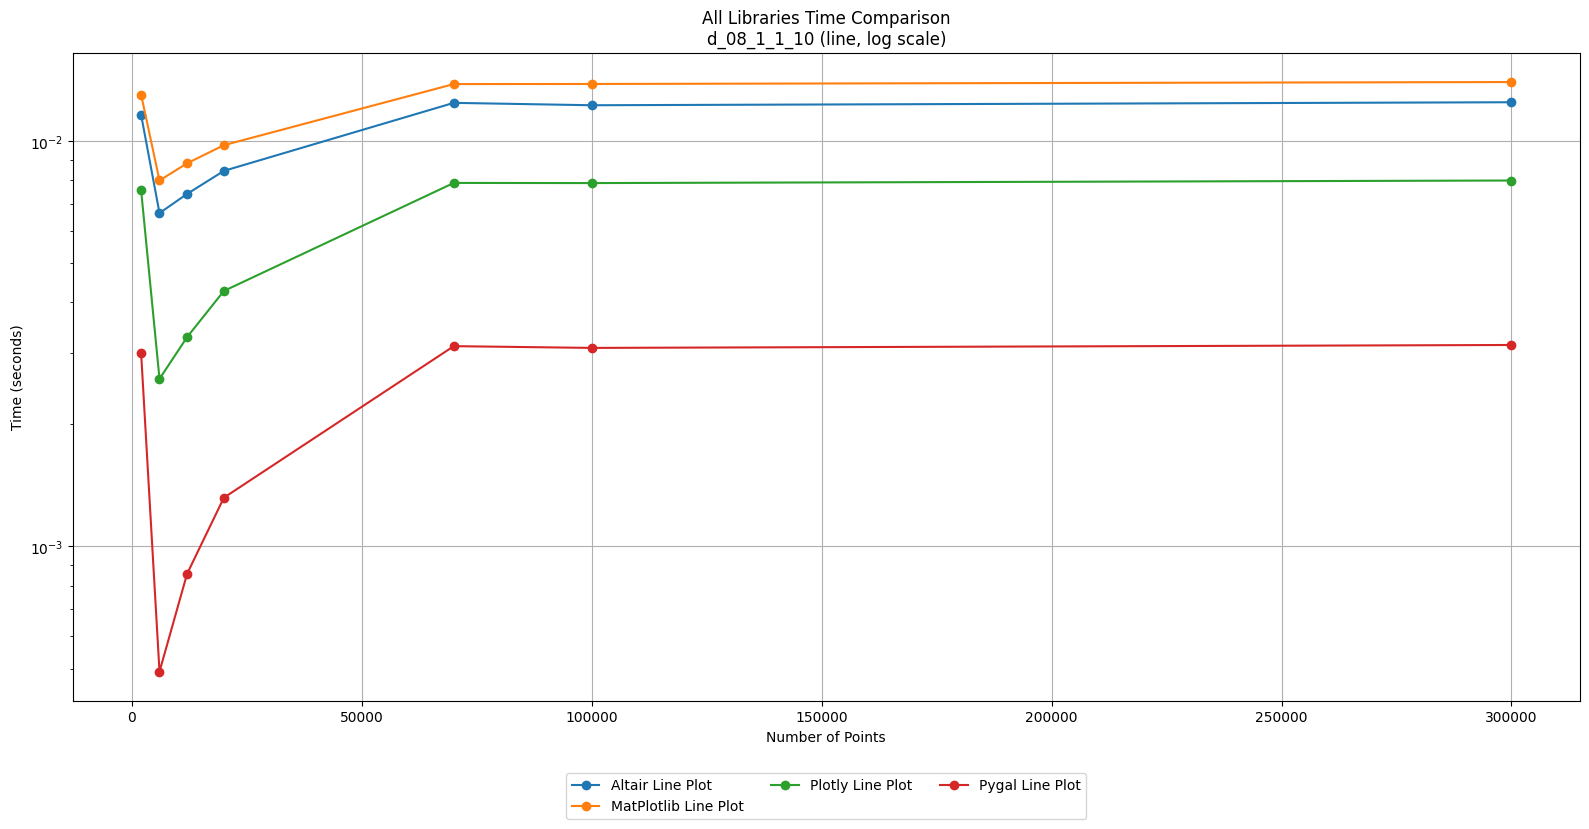 All Libraries Time Comparison
d_08_1_1_10 (line, log scale)
Time (seconds)
10⁻²
10⁻³
0 50000 100000 150000 200000 250000 300000
Number of Points
Altair Line Plot Plotly Line Plot Pygal Line Plot
MatPlotlib Line Plot